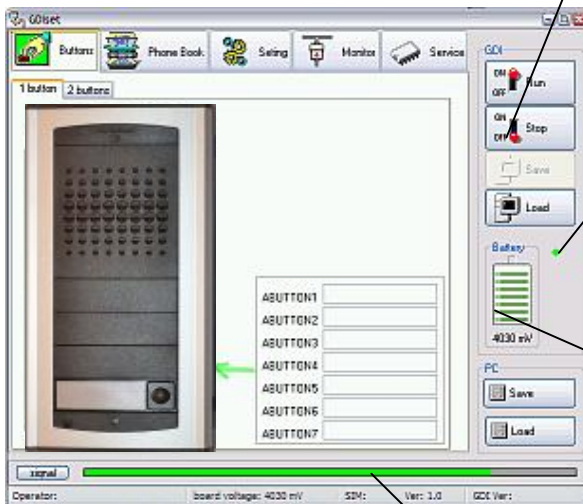 GDIset
Buttons
Phone Book
Seting
Monitor
Service
1 button
2 buttons
ABUTTON1
ABUTTON2
ABUTTON3
ABUTTON4
ABUTTON5
ABUTTON6
ABUTTON7
GDI
ON
OFF
Run
ON
OFF
Stop
Save
Load
Battery
4030 mV
PC
Save
Load
signal
Operator:
board voltage: 4030 mV
SIM:
Ver: 1.0
GDI Ver: